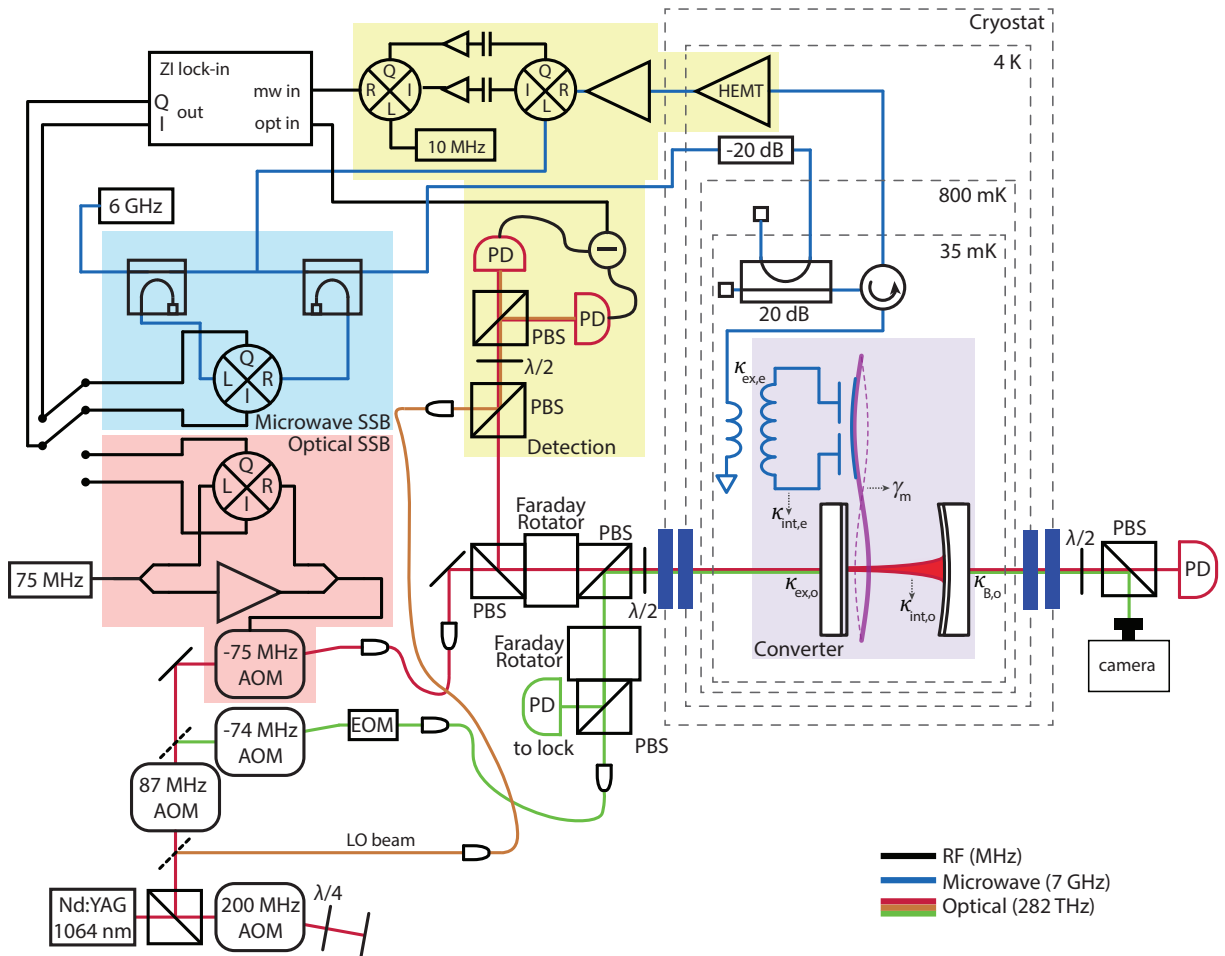 Cryostat
4 K
800 mK
35 mK
ZI lock-in
mw in
Q
out
I
opt in
Q
R
I
L
10 MHz
Q
I
R
L
HEMT
-20 dB
6 GHz
20 dB
PD
PD
PBS
λ/2
PBS
Detection
Q
L
R
I
Microwave SSB
Optical SSB
Q
L
R
I
75 MHz
-75 MHz
AOM
-74 MHz
AOM
EOM
87 MHz
AOM
LO beam
Nd:YAG
1064 nm
200 MHz
AOM
λ/4
Faraday
Rotator
PBS
PBS
λ/2
Faraday
Rotator
PD
to lock
PBS
κex,e
κint,e
γm
κex,o
κint,o
κB,o
Converter
λ/2
PBS
PD
camera
RF (MHz)
Microwave (7 GHz)
Optical (282 THz)